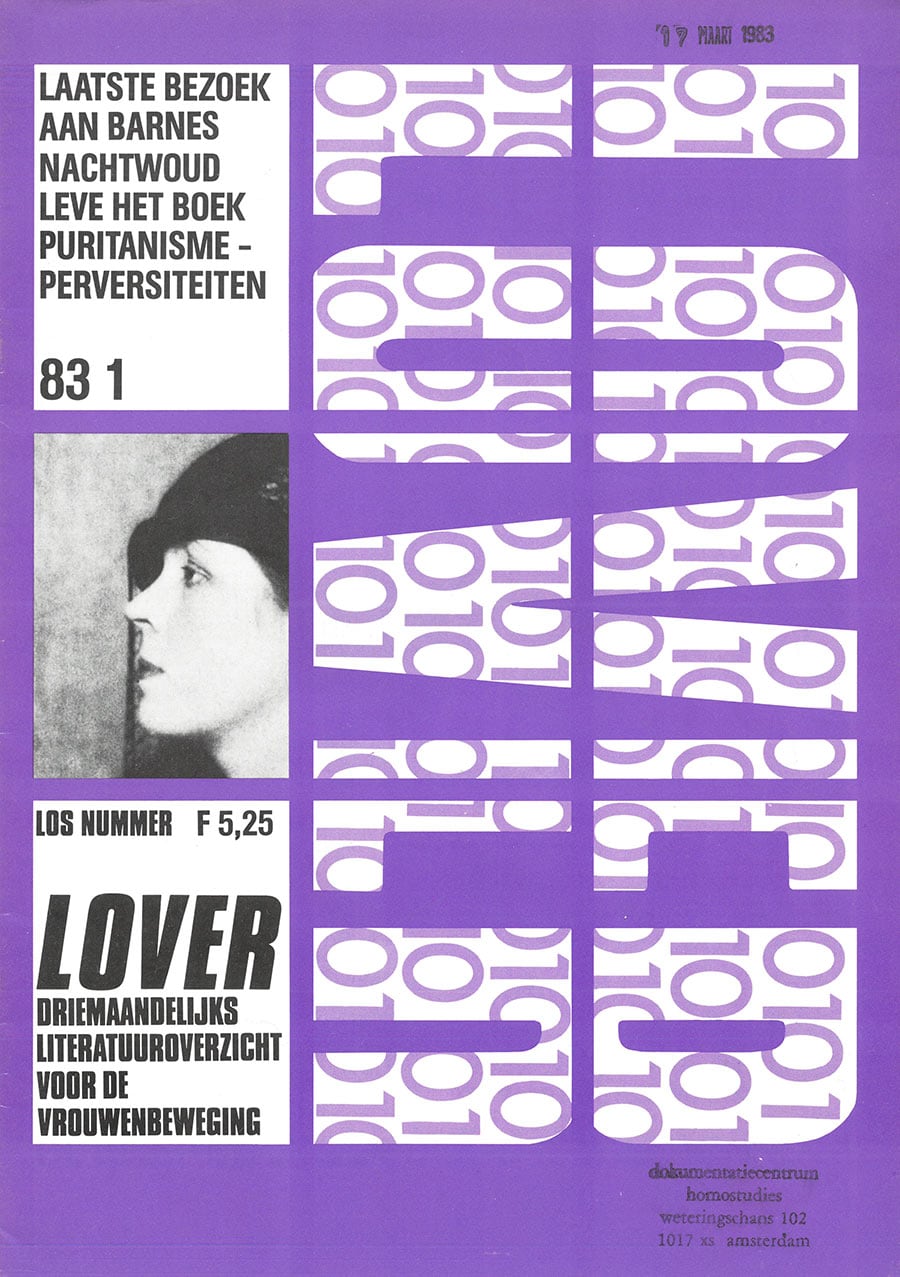 '17 MAART 1983
LAATSTE BEZOEK
AAN BARNES
NACHTWOUD
LEVE HET BOEK
PURITANISME -
PERVERSITEITEN
83 1
LOS NUMMER F 5,25
LOVER
DRIEMAANDELIJKS
LITERATUUROVERZICHT
VOOR DE
VROUWENBEWEGING
LOVER
dokumentatiecentrum
homostudies
weteringschans 102
1017 xs amsterdam